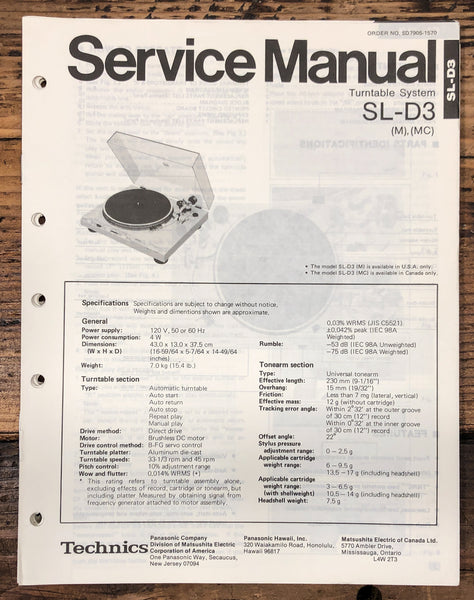 ORDER NO. SD7905-1570
Service Manual
Turntable System
SL-D3
(M), (MC)
SL-D3
• The model SL-D3 (M) is available in U.S.A. only.
• The model SL-D3 (MC) is available in Canada only.
Specifications Specifications are subject to change without notice.
Weights and dimentions shown are approximate.
General
Power supply: 120 V, 50 or 60 Hz
Power consumption: 4 W
Dimensions: 43.0 x 13.0 x 37.5 cm
(W x H x D) (16-59/64 x 5-7/64 x 14-49/64
inches)
Weight: 7.0 kg (15.4 lb.)
Turntable section
Type: Automatic turntable
Auto start
Auto return
Auto stop
Repeat play
Manual play
Drive method: Direct drive
Motor: Brushless DC motor
Drive control method: B-FG servo control
Turntable platter: Aluminum die-cast
Turntable speed: 33-1/3 rpm and 45 rpm
Pitch control: 10% adjustment range
Wow and flutter: 0.014% WRMS (*)
* This rating refers to turntable assembly alone,
excluding effects of record, cartridge or tonearm, but
including platter Measured by obtaining signal from
frequency generator attached to motor assembly.
0.03% WRMS (JIS C5521).
±0.042% peak (IEC 98A
Weighted)
Rumble: −53 dB (IEC 98A Unweighted)
−75 dB (IEC 98A Weighted)
Tonearm section
Type: Universal tonearm
Effective length: 230 mm (9-1/16")
Overhang: 15 mm (19/32")
Friction: Less than 7 mg (lateral, vertical)
Effective mass: 12 g (without cartridge)
Tracking error angle: Within 2°32' at the outer groove
of 30 cm (12") record
Within 0°32' at the inner groove
of 30 cm (12") record
Offset angle: 22°
Stylus pressure
adjustment range: 0 – 2.5 g
Applicable cartridge
weight range: 6 – 9.5 g
13.5 – 17 g (including headshell)
Applicable cartridge
weight range: 3 – 6.5 g
(with shellweight) 10.5 – 14 g (including headshell)
Headshell weight: 7.5 g
Technics
Panasonic Company
Division of Matsushita Electric
Corporation of America
One Panasonic Way, Secaucus,
New Jersey 07094
Panasonic Hawaii, Inc.
320 Waiakamilo Road, Honolulu,
Hawaii 96817
Matsushita Electric of Canada Ltd.
5770 Ambler Drive,
Mississauga, Ontario
L4W 2T3